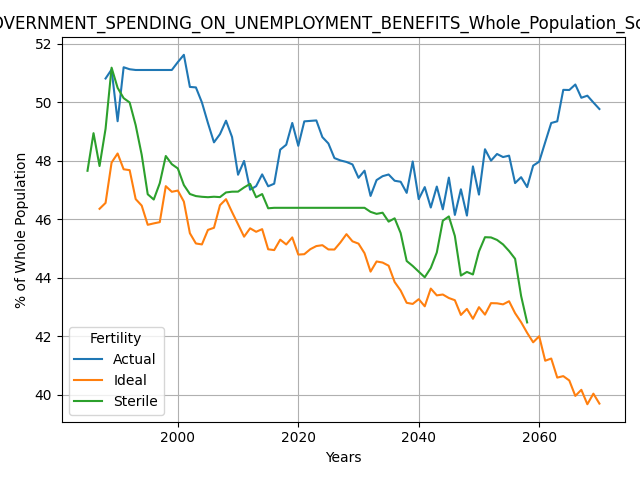 OVERNMENT_SPENDING_ON_UNEMPLOYMENT_BENEFITS_Whole_Population_So
52
50
48
46
44
42
40
% of Whole Population
Fertility
Actual
Ideal
Sterile
2000
2020
2040
2060
Years